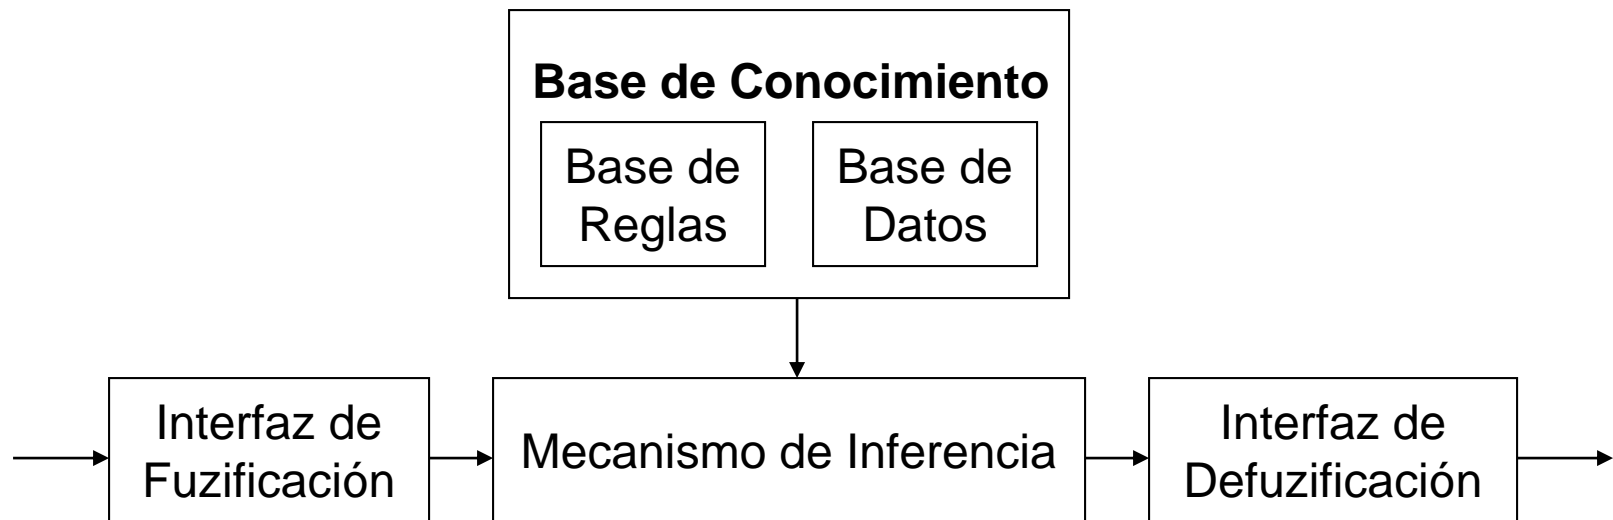 Base de Conocimiento
Base de
Reglas
Base de
Datos
Interfaz de
Fuzificación
Mecanismo de Inferencia
Interfaz de
Defuzificación